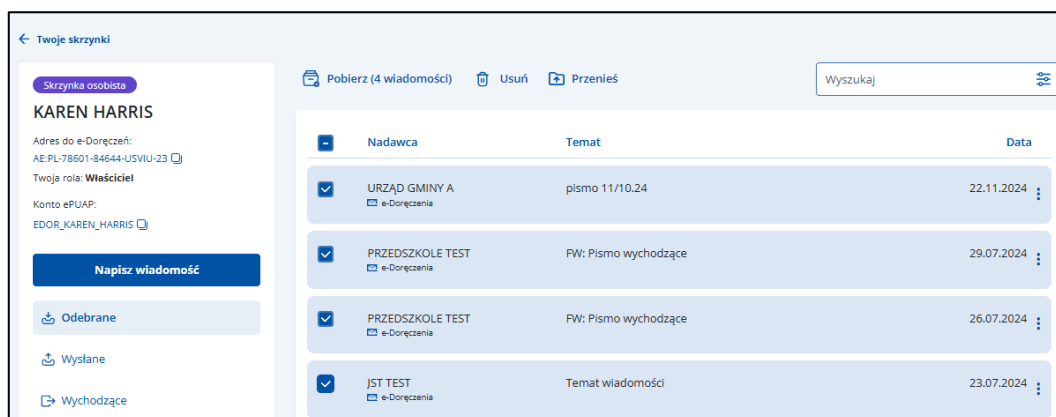 Twoje skrzynki
Skrzynka osobista
KAREN HARRIS
Adres do e-Doręczeń:
AE:PL-78601-84644-USVIU-23
Twoja rola: Właściciel
Konto ePUAP:
EDOR_KAREN_HARRIS
Napisz wiadomość
Odebrane
Wysłane
Wychodzące
Pobierz (4 wiadomości) Usuń Przenieś
Wyszukaj
Nadawca Temat Data
URZĄD GMINY A pismo 11/10.24 22.11.2024
e-Doręczenia
PRZEDSZKOLE TEST FW: Pismo wychodzące 29.07.2024
e-Doręczenia
PRZEDSZKOLE TEST FW: Pismo wychodzące 26.07.2024
e-Doręczenia
JST TEST Temat wiadomości 23.07.2024
e-Doręczenia